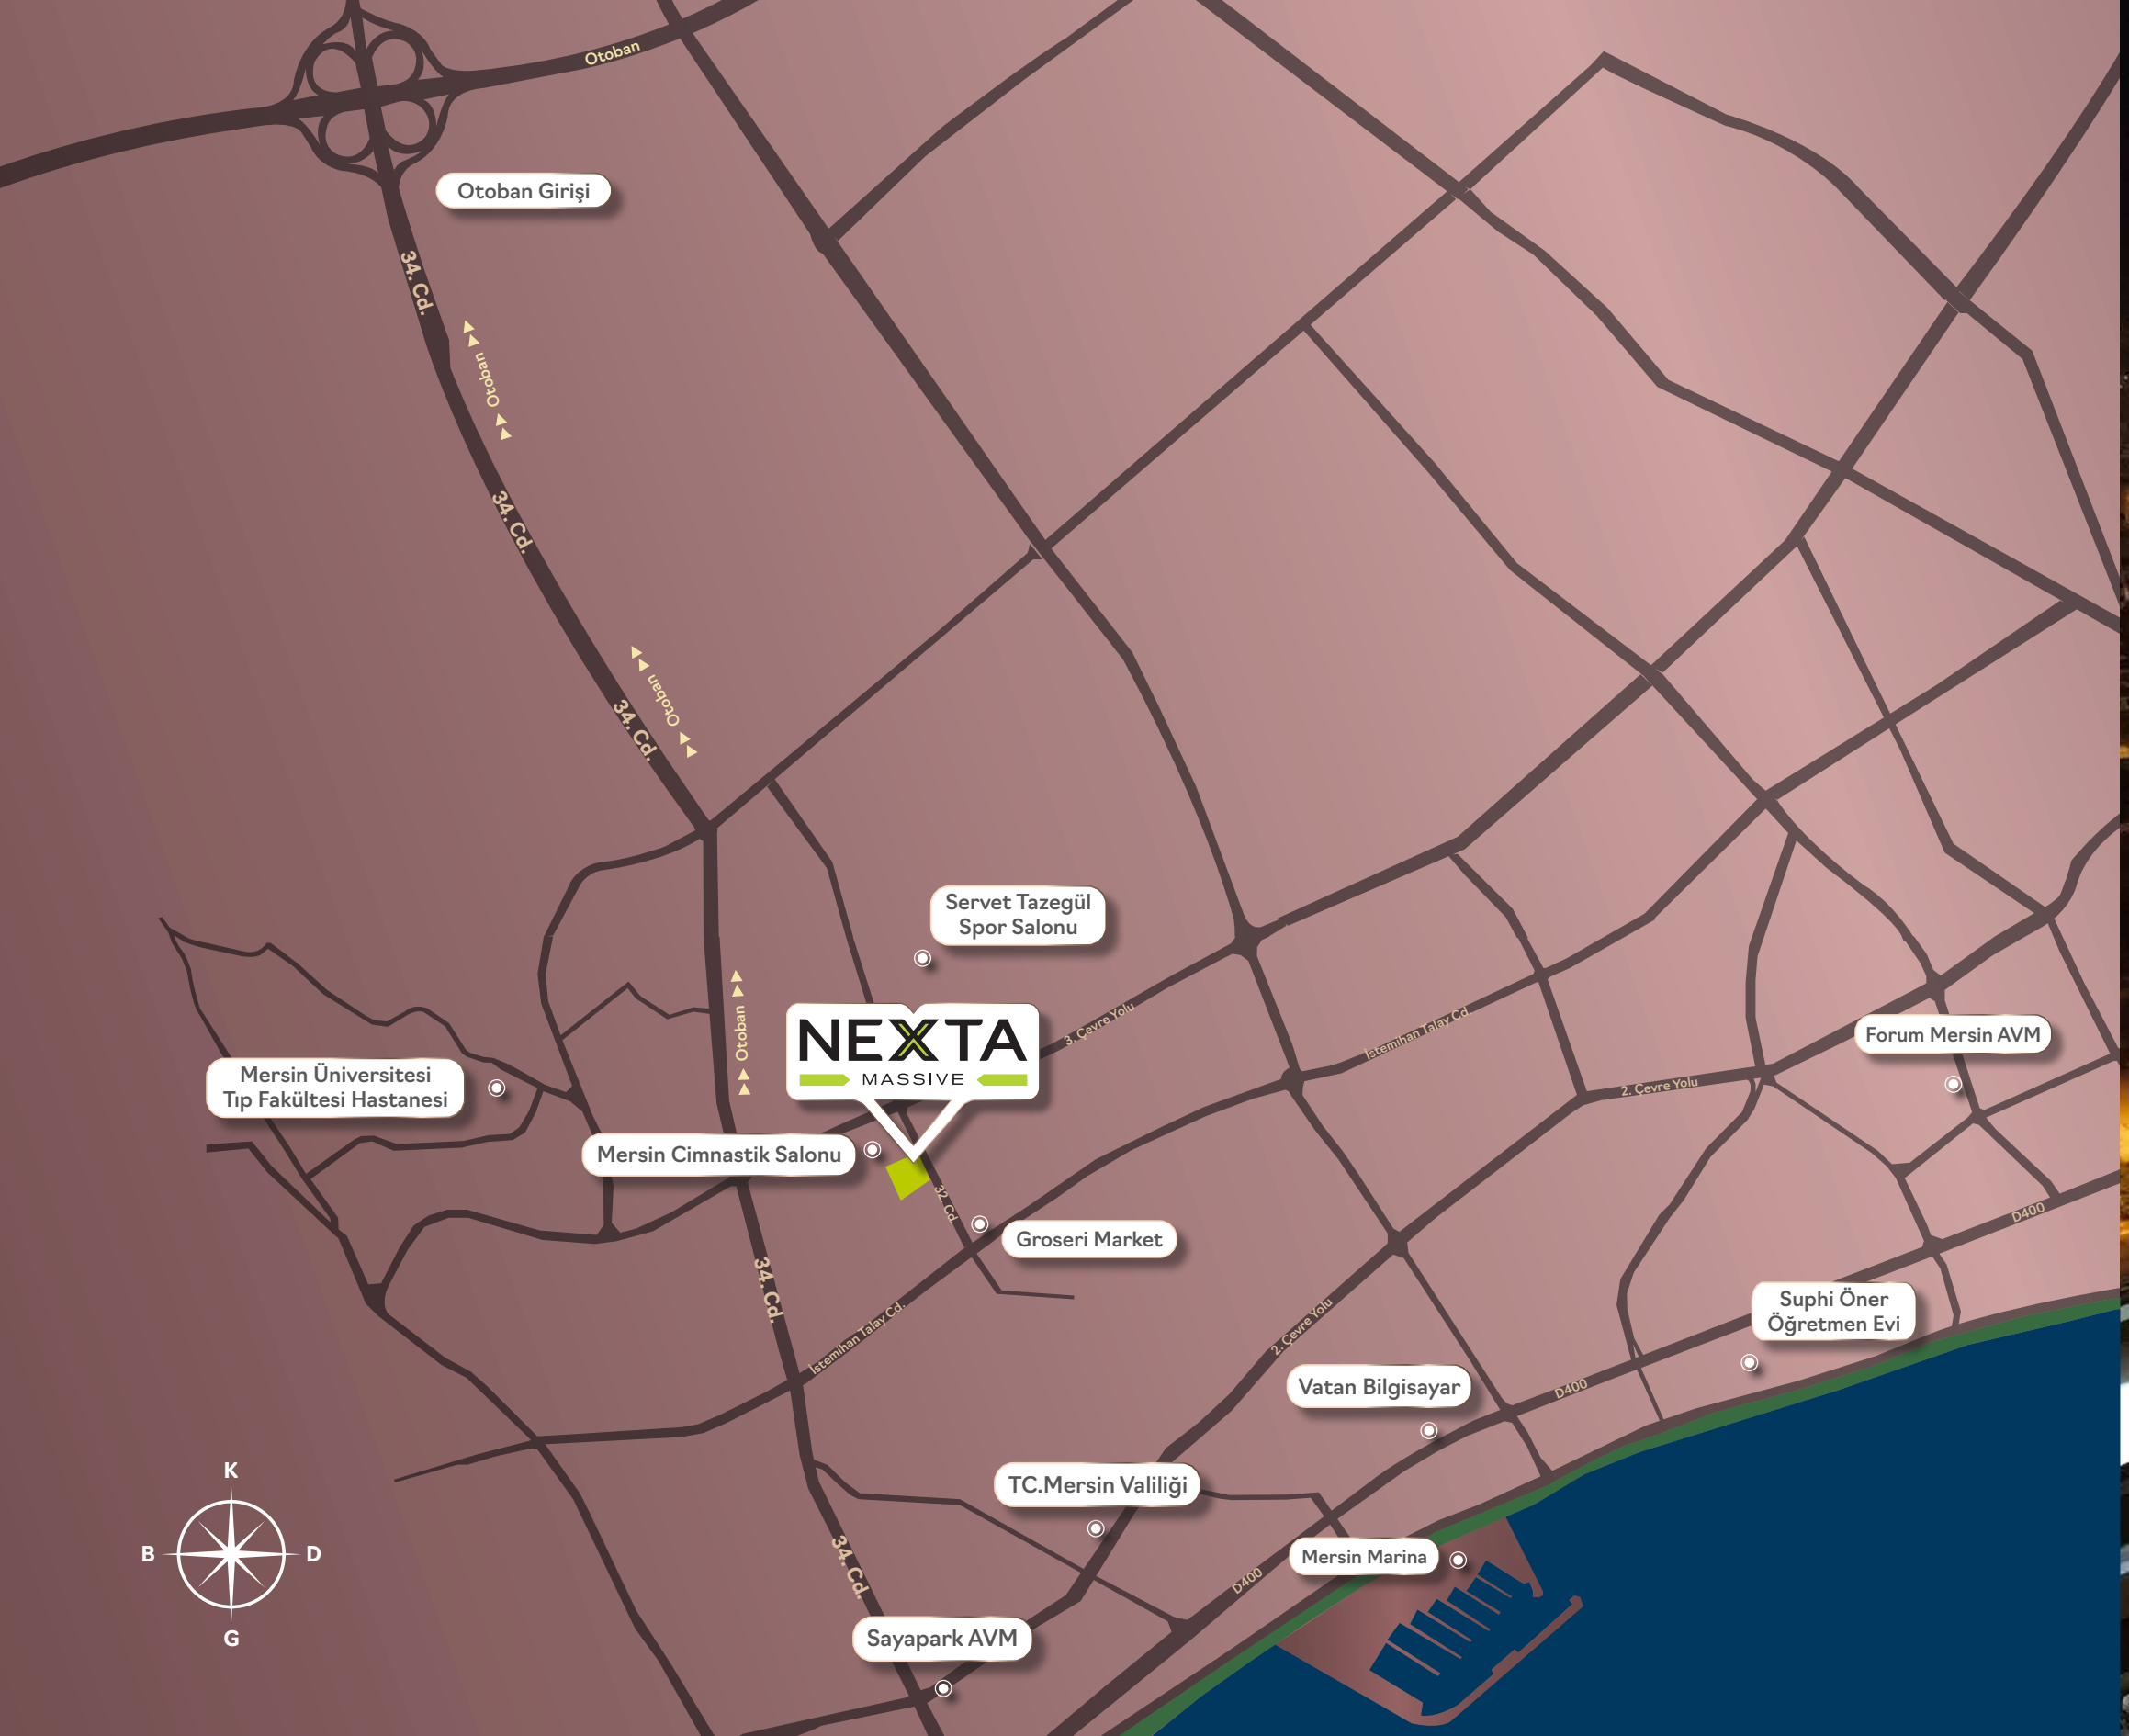 Otoban
Otoban Girişi
34. Cd.
Otoban
34. Cd.
Otoban
34. Cd.
Servet Tazegül
Spor Salonu
Otoban
NEXTA
MASSIVE
3. Çevre Yolu
İstemihan Talay Cd.
Forum Mersin AVM
Mersin Üniversitesi
Tıp Fakültesi Hastanesi
2. Çevre Yolu
Mersin Cimnastik Salonu
32. Cd.
D400
Groseri Market
34. Cd.
Suphi Öner
Öğretmen Evi
İstemihan Talay Cd.
2. Çevre Yolu
Vatan Bilgisayar
D400
K
TC.Mersin Valiliği
B
D
34. Cd.
Mersin Marina
D400
G
Sayapark AVM